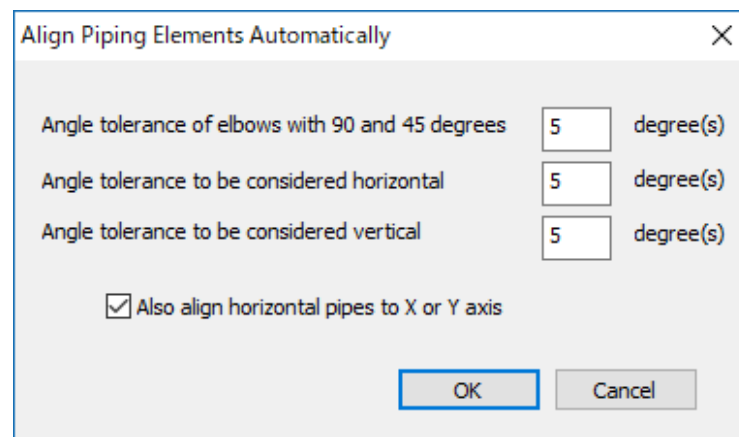 Align Piping Elements Automatically
Angle tolerance of elbows with 90 and 45 degrees 5 degree(s)
Angle tolerance to be considered horizontal 5 degree(s)
Angle tolerance to be considered vertical 5 degree(s)
Also align horizontal pipes to X or Y axis
OK Cancel